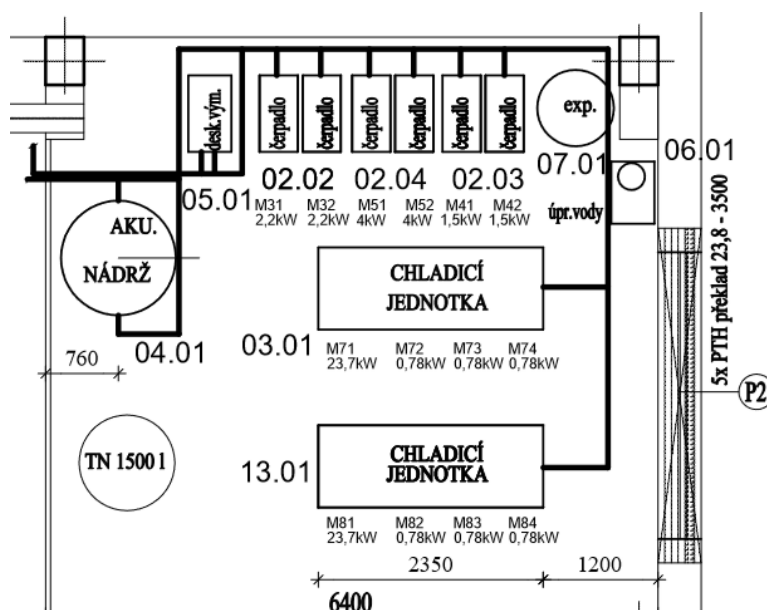 desk.vým.
čerpadlo
čerpadlo
čerpadlo
čerpadlo
čerpadlo
čerpadlo
exp.
07.01
06.01
05.01
02.02
02.04
02.03
M31
M32
M51
M52
M41
M42
2,2kW
2,2kW
4kW
4kW
1,5kW
1,5kW
úpr.vody
AKU.
NÁDRŽ
CHLADICÍ
JEDNOTKA
5x PTH překlad 23,8 - 3500
03.01
04.01
M71
M72
M73
M74
23,7kW
0,78kW
0,78kW
0,78kW
760
P2
TN 1500 l
13.01
CHLADICÍ
JEDNOTKA
M81
M82
M83
M84
23,7kW
0,78kW
0,78kW
0,78kW
2350
1200
6400